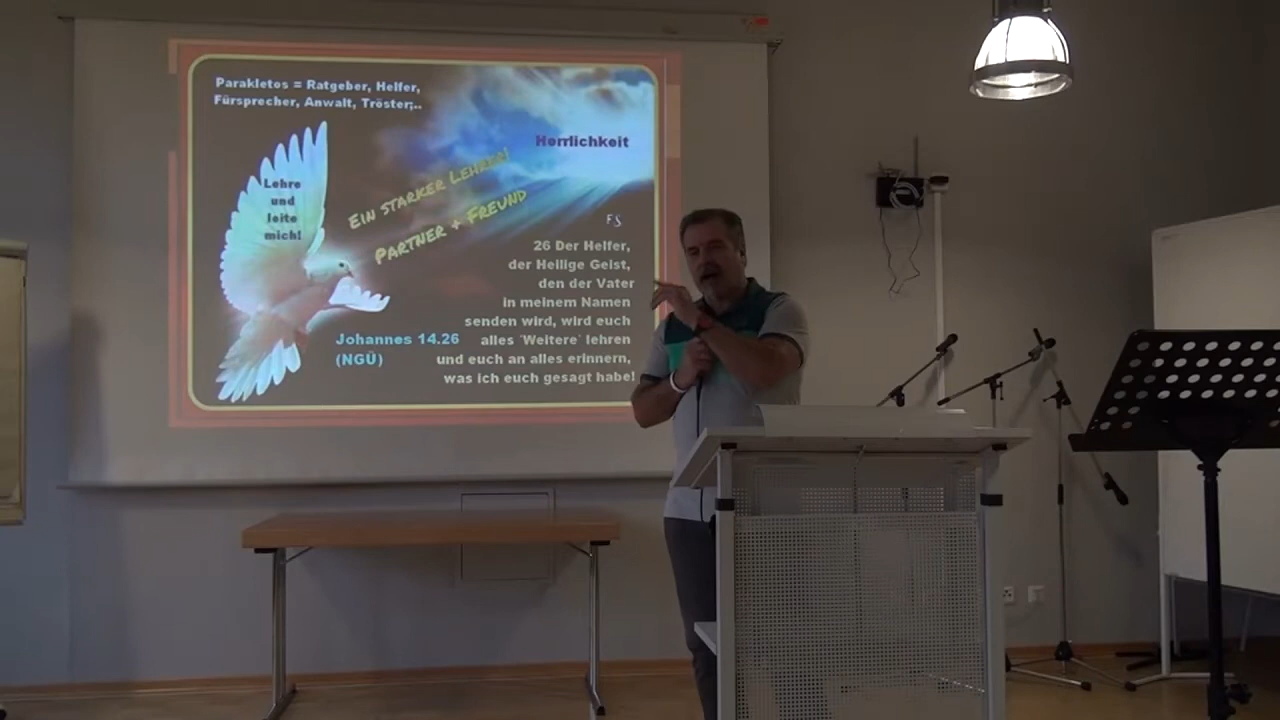 Parakletos = Ratgeber, Helfer,
Fürsprecher, Anwalt, Tröster;..
Herrlichkeit
Lehre
und
leite
mich!
Ein starker Lehrer!
Partner + Freund
FS
26 Der Helfer,
der Heilige Geist,
den der Vater
in meinem Namen
senden wird, wird euch
alles ´Weitere´ lehren
und euch an alles erinnern,
was ich euch gesagt habe!
Johannes 14.26
(NGÜ)